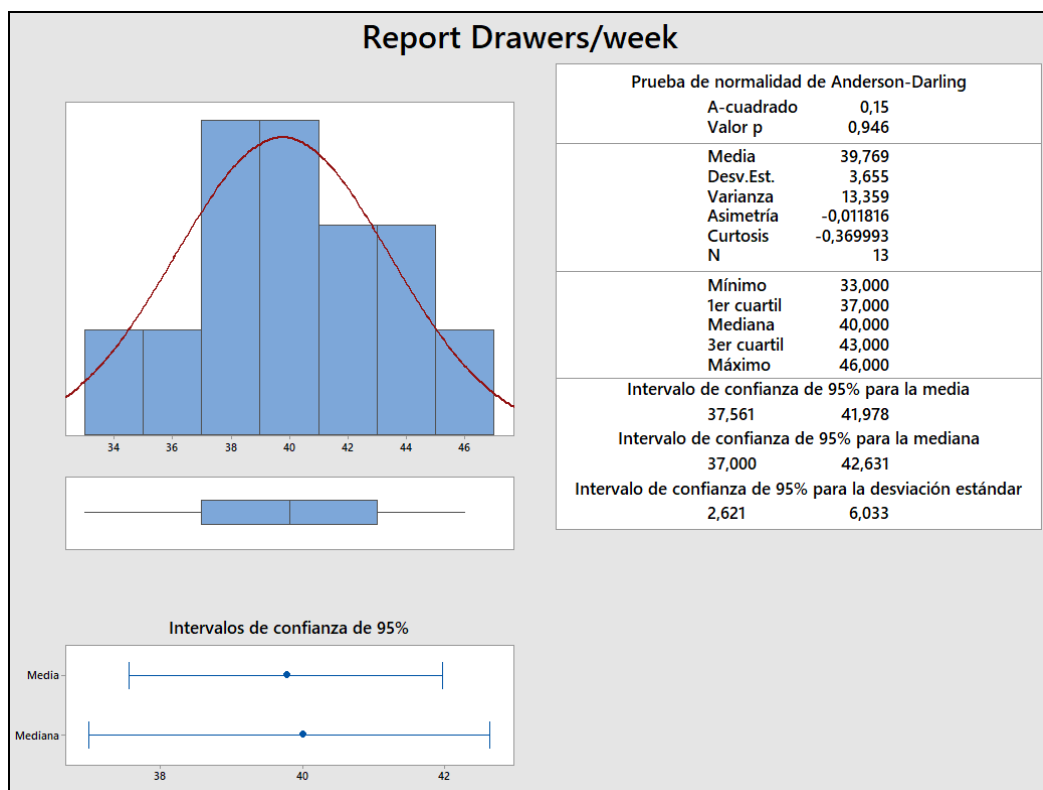 Report Drawers/week
34 36 38 40 42 44 46
Intervalos de confianza de 95%
Media
Mediana
38 40 42
Prueba de normalidad de Anderson-Darling
A-cuadrado 0,15
Valor p 0,946
Media 39,769
Desv.Est. 3,655
Varianza 13,359
Asimetría -0,011816
Curtosis -0,369993
N 13
Mínimo 33,000
1er cuartil 37,000
Mediana 40,000
3er cuartil 43,000
Máximo 46,000
Intervalo de confianza de 95% para la media
37,561 41,978
Intervalo de confianza de 95% para la mediana
37,000 42,631
Intervalo de confianza de 95% para la desviación estándar
2,621 6,033